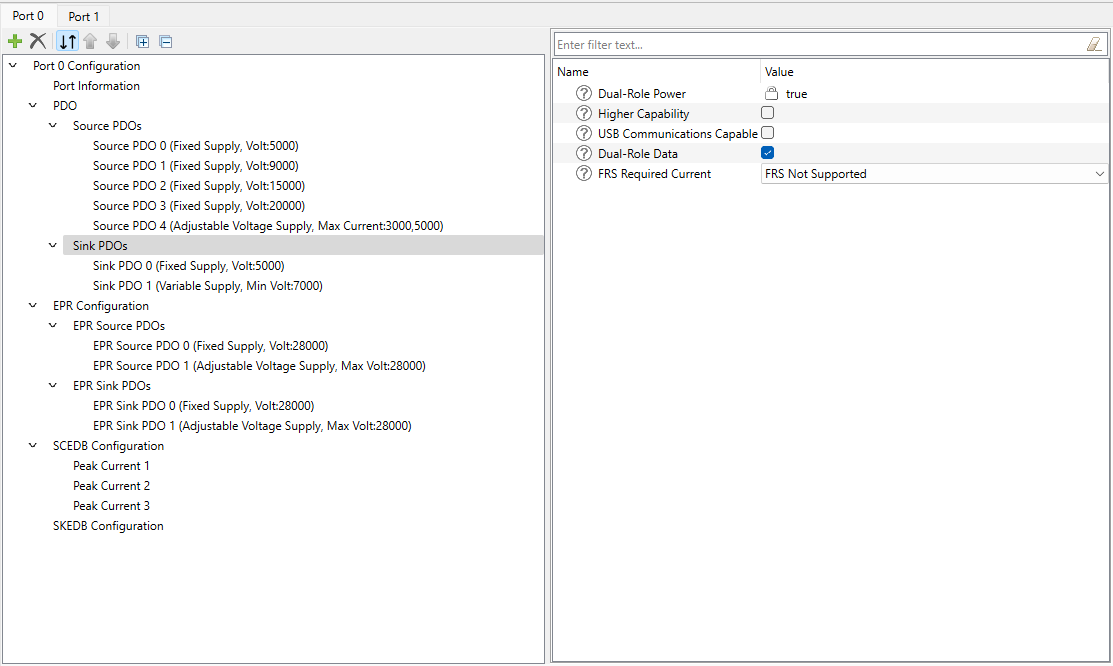 Port 0 Port 1
Port 0 Configuration
Port Information
PDO
Source PDOs
Source PDO 0 (Fixed Supply, Volt:5000)
Source PDO 1 (Fixed Supply, Volt:9000)
Source PDO 2 (Fixed Supply, Volt:15000)
Source PDO 3 (Fixed Supply, Volt:20000)
Source PDO 4 (Adjustable Voltage Supply, Max Current:3000,5000)
Sink PDOs
Sink PDO 0 (Fixed Supply, Volt:5000)
Sink PDO 1 (Variable Supply, Min Volt:7000)
EPR Configuration
EPR Source PDOs
EPR Source PDO 0 (Fixed Supply, Volt:28000)
EPR Source PDO 1 (Adjustable Voltage Supply, Max Volt:28000)
EPR Sink PDOs
EPR Sink PDO 0 (Fixed Supply, Volt:28000)
EPR Sink PDO 1 (Adjustable Voltage Supply, Max Volt:28000)
SCEDB Configuration
Peak Current 1
Peak Current 2
Peak Current 3
SKEDB Configuration
Enter filter text...
Name Value
? Dual-Role Power true
? Higher Capability
? USB Communications Capable
? Dual-Role Data
? FRS Required Current FRS Not Supported